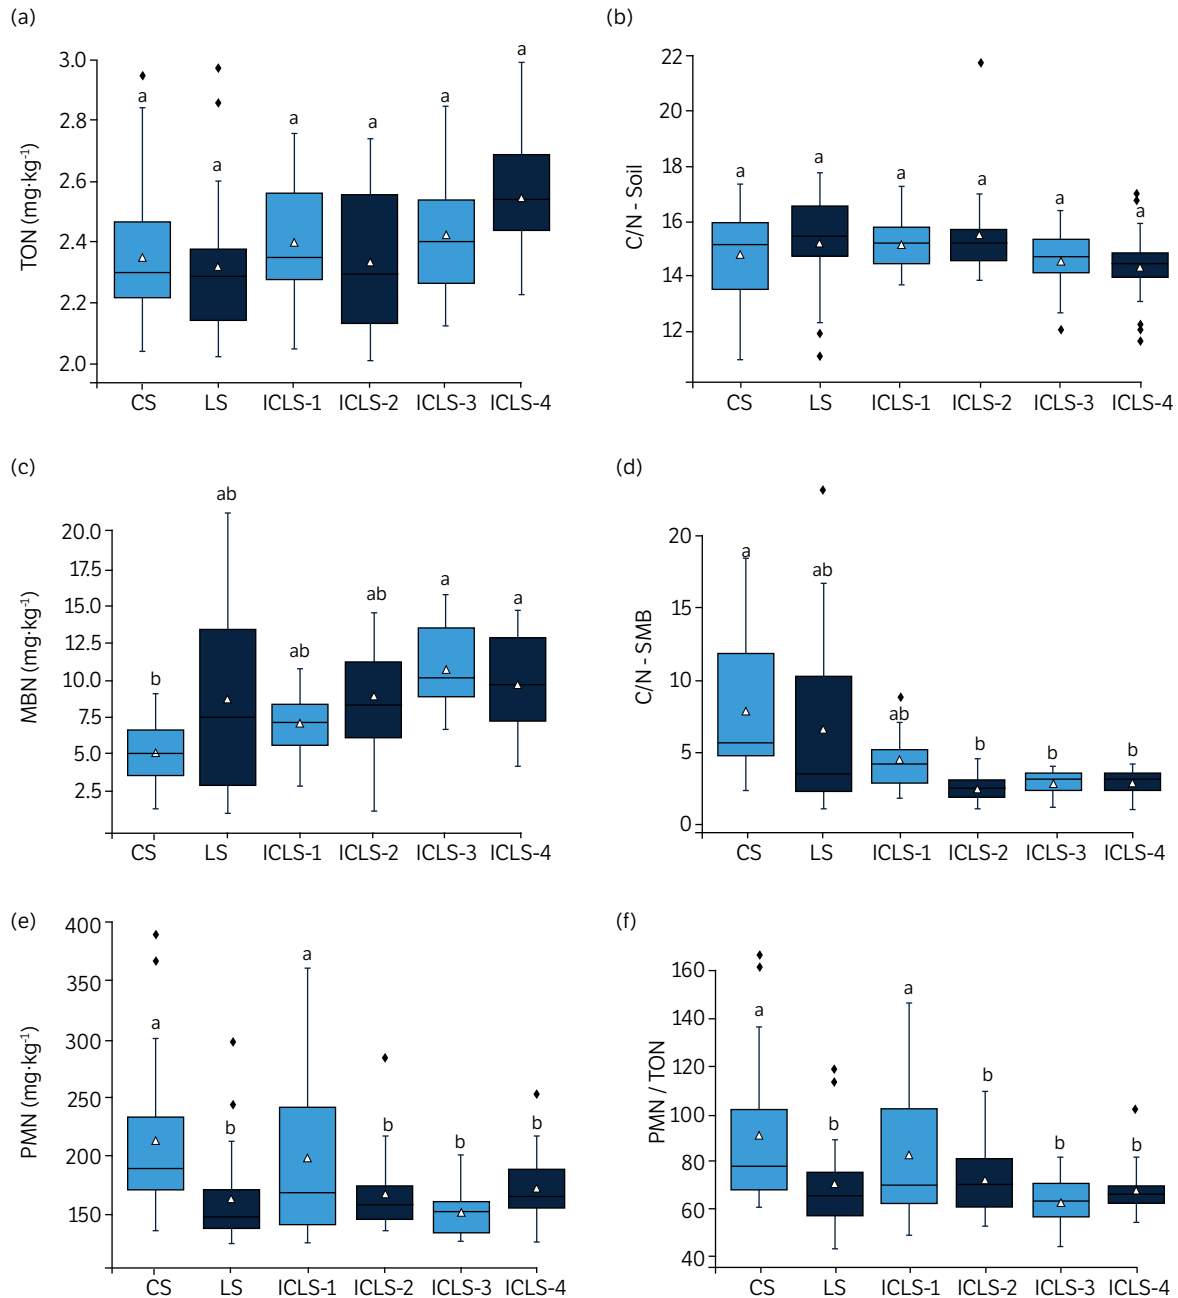 (a)
TON (mg·kg-1)
3.0
2.8
2.6
2.4
2.2
2.0
a a a a a a
CS LS ICLS-1 ICLS-2 ICLS-3 ICLS-4
(b)
C/N - Soil
22
20
18
16
14
12
a a a a a a
CS LS ICLS-1 ICLS-2 ICLS-3 ICLS-4
(c)
MBN (mg·kg-1)
20.0
17.5
15.0
12.5
10.0
7.5
5.0
2.5
b ab ab ab a a
CS LS ICLS-1 ICLS-2 ICLS-3 ICLS-4
(d)
C/N - SMB
20
15
10
5
0
a ab ab b b b
CS LS ICLS-1 ICLS-2 ICLS-3 ICLS-4
(e)
PMN (mg·kg-1)
400
350
300
250
200
150
a b a b b b
CS LS ICLS-1 ICLS-2 ICLS-3 ICLS-4
(f)
PMN / TON
160
140
120
100
80
60
40
a b a b b b
CS LS ICLS-1 ICLS-2 ICLS-3 ICLS-4